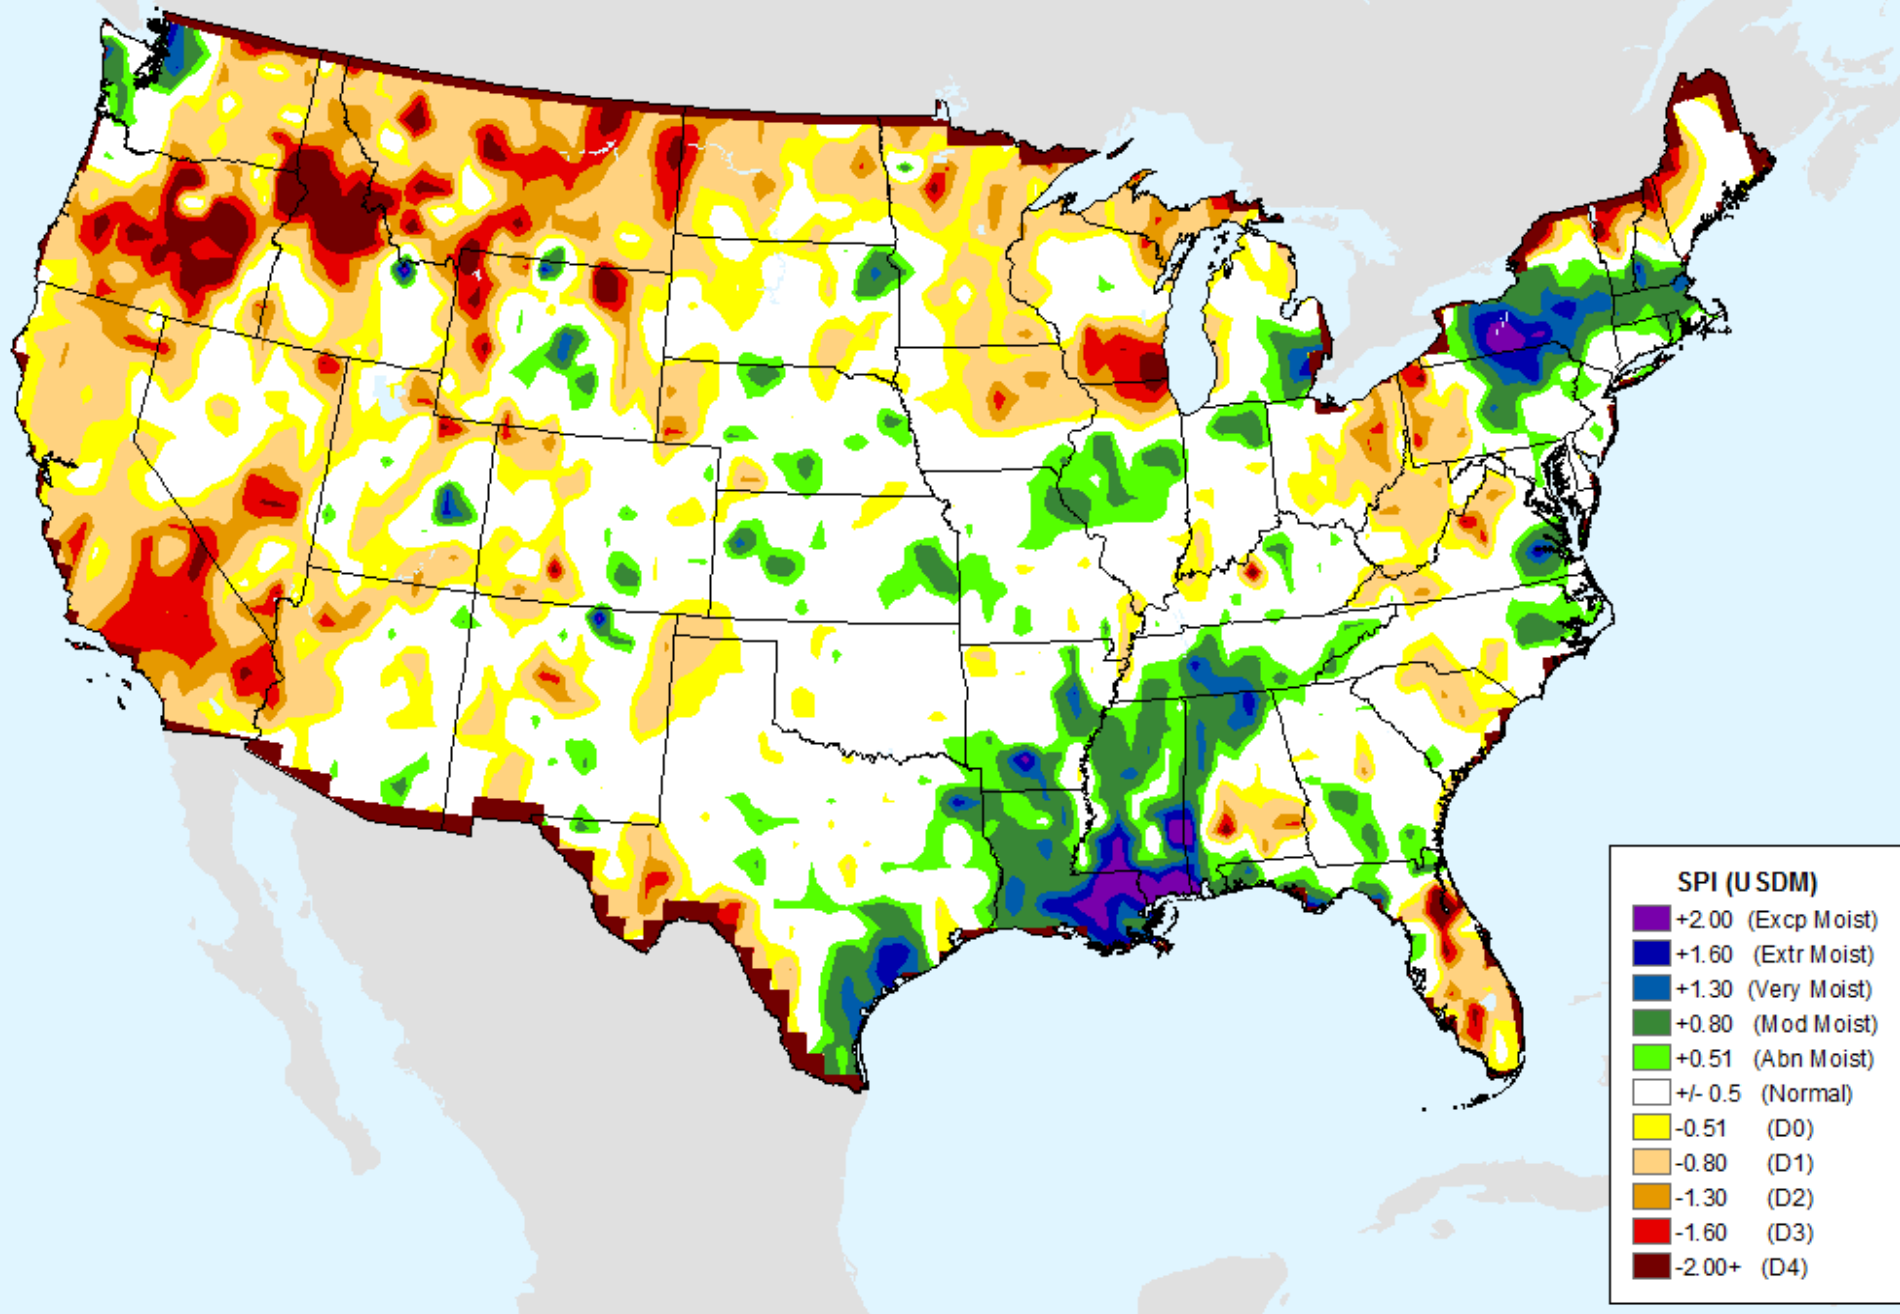 SPI (USDM)
+2.00 (Excp Moist)
+1.60 (Extr Moist)
+1.30 (Very Moist)
+0.80 (Mod Moist)
+0.51 (Abn Moist)
+/- 0.5 (Normal)
-0.51 (D0)
-0.80 (D1)
-1.30 (D2)
-1.60 (D3)
-2.00+ (D4)